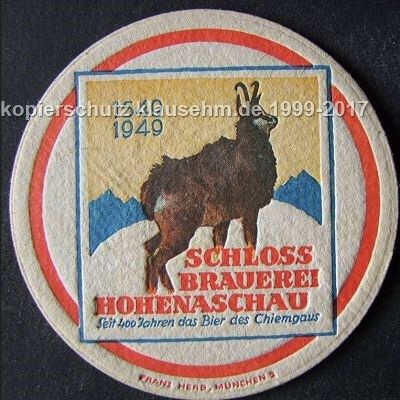 1549
1949
kopierschutz.klausehm.de.1999-2017
SCHLOSS
BRAUEREI
HOHENASCHAU
Seit 400 Jahren das Bier des Chiemgaus
FRANZ HERB, MÜNCHEN 2